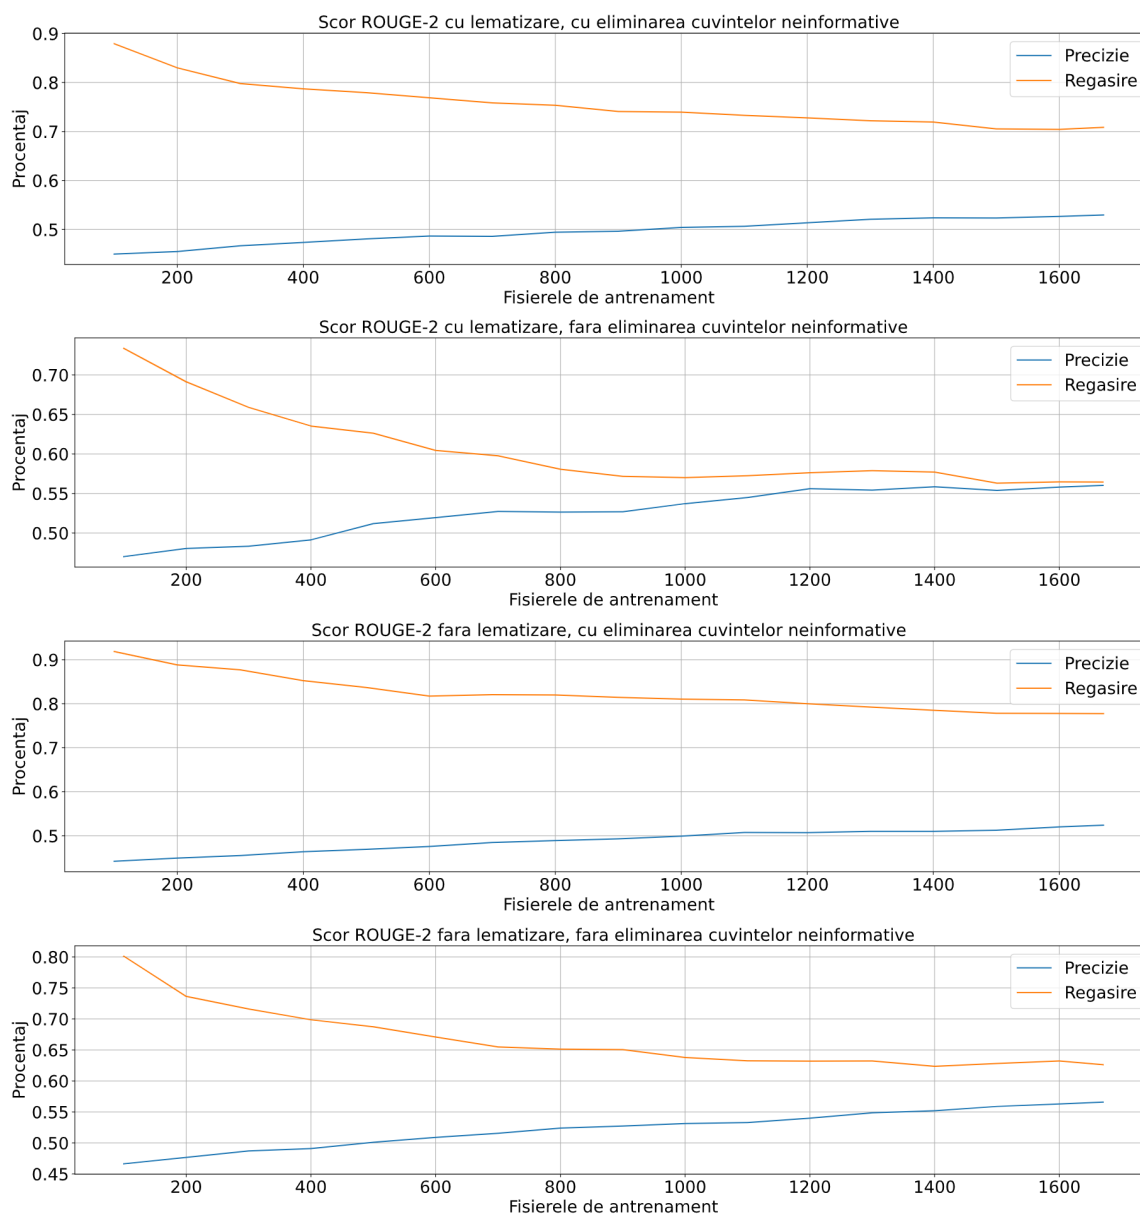 Scor ROUGE-2 cu lematizare, cu eliminarea cuvintelor neinformative
0.9
0.8
0.7
0.6
0.5
Procentaj
Precizie
Regasire
200 400 600 800 1000 1200 1400 1600
Fisierele de antrenament
Scor ROUGE-2 cu lematizare, fara eliminarea cuvintelor neinformative
0.70
0.65
0.60
0.55
0.50
Procentaj
Precizie
Regasire
200 400 600 800 1000 1200 1400 1600
Fisierele de antrenament
Scor ROUGE-2 fara lematizare, cu eliminarea cuvintelor neinformative
0.9
0.8
0.7
0.6
0.5
Procentaj
Precizie
Regasire
200 400 600 800 1000 1200 1400 1600
Fisierele de antrenament
Scor ROUGE-2 fara lematizare, fara eliminarea cuvintelor neinformative
0.80
0.75
0.70
0.65
0.60
0.55
0.50
0.45
Procentaj
Precizie
Regasire
200 400 600 800 1000 1200 1400 1600
Fisierele de antrenament